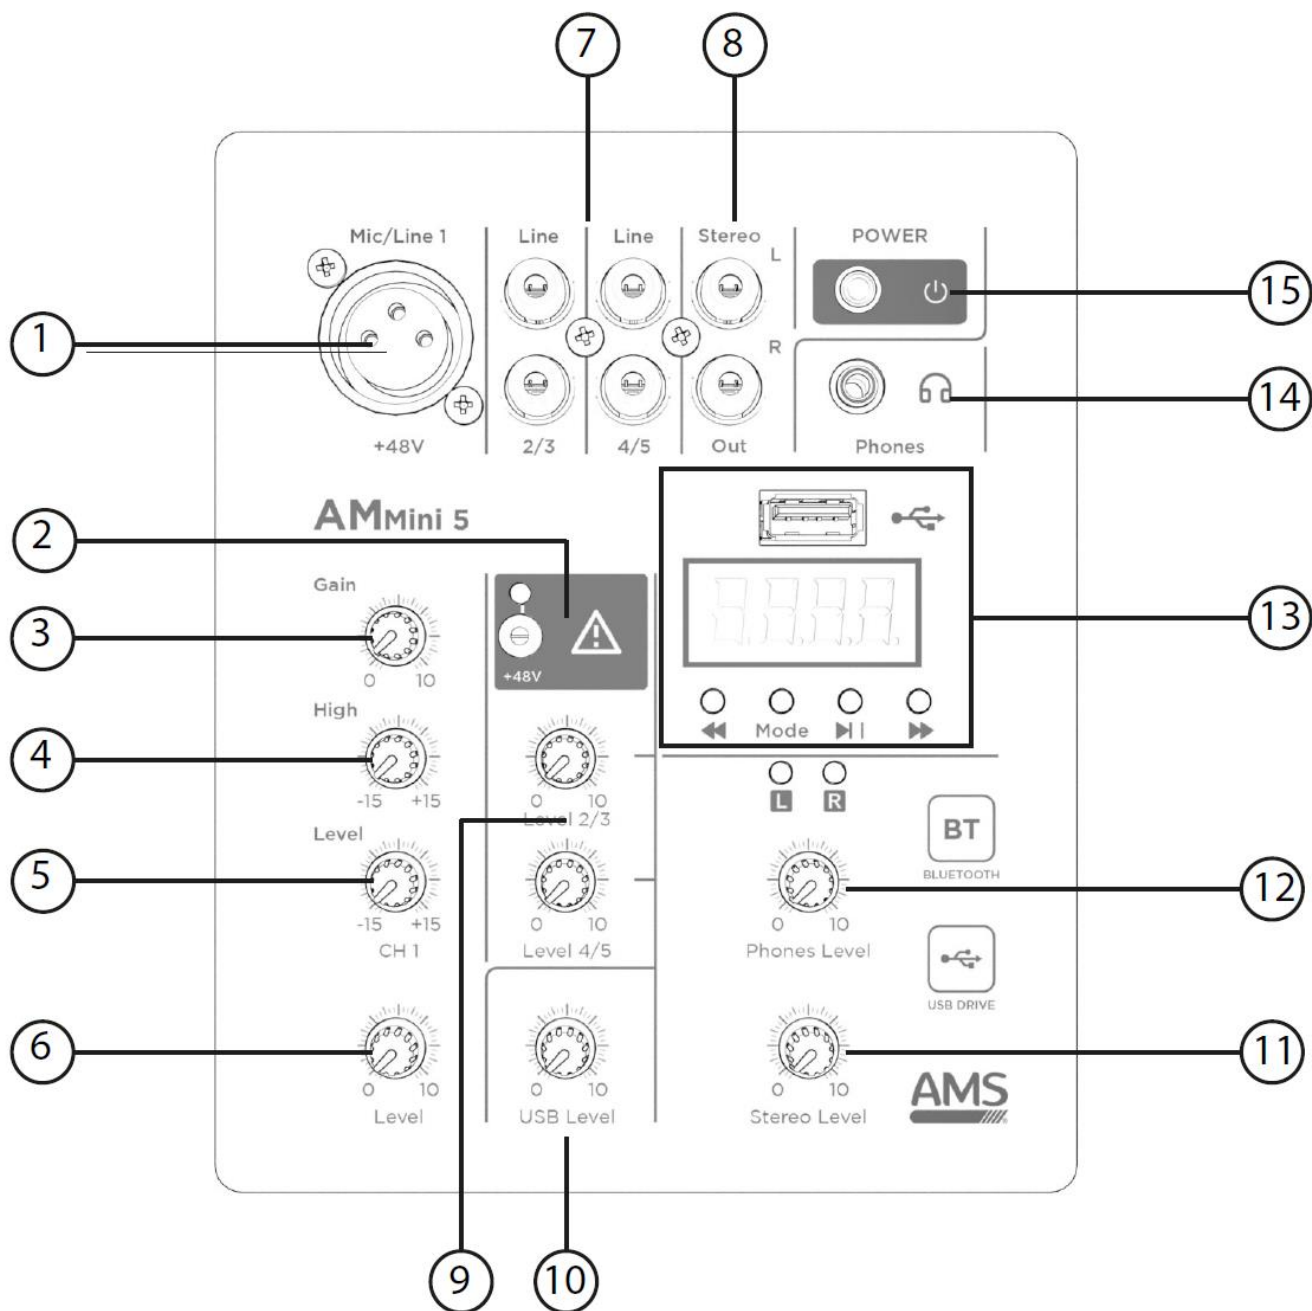 7 8
Mic/Line 1 Line Line Stereo L POWER
15
1
R
14
+48V 2/3 4/5 Out Phones
AMMini 5
2
Gain
3
0 10
+48V
13
High
Mode
4
-15 +15
0 10
Level 2/3
L R
BT
BLUETOOTH
Level
5
12
-15 +15
CH 1
0 10
Level 4/5
0 10
Phones Level
USB DRIVE
6
11
0 10
Level
0 10
USB Level
0 10
Stereo Level
AMS
9 10